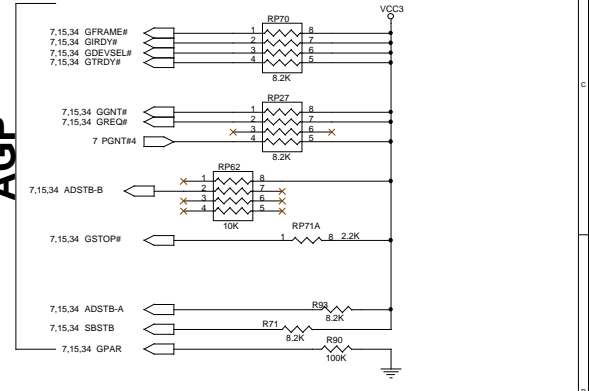 VCC3
RP70
7,15,34 GFRAME# 1 8
7,15,34 GIRDY# 2 7
7,15,34 GDEVSEL# 3 6
7,15,34 GTRDY# 4 5
8.2K
RP27
7,15,34 GGNT# 1 8
7,15,34 GREQ# 2 7
3 6
7 PGNT#4 4 5
8.2K
RP62
1 8
7,15,34 ADSTB-B 2 7
3 6
4 5
10K
RP71A
7,15,34 GSTOP# 1 8 2.2K
7,15,34 ADSTB-A R93
8.2K
7,15,34 SBSTB R71
8.2K
7,15,34 GPAR R90
100K
AGP
C